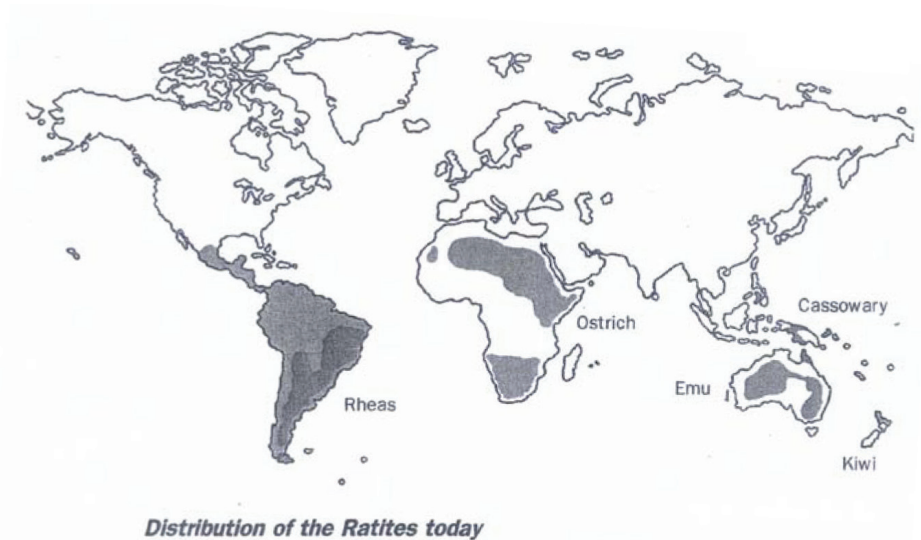 Cassowary
Ostrich
Emu
Rheas
Kiwi
Distribution of the Ratites today